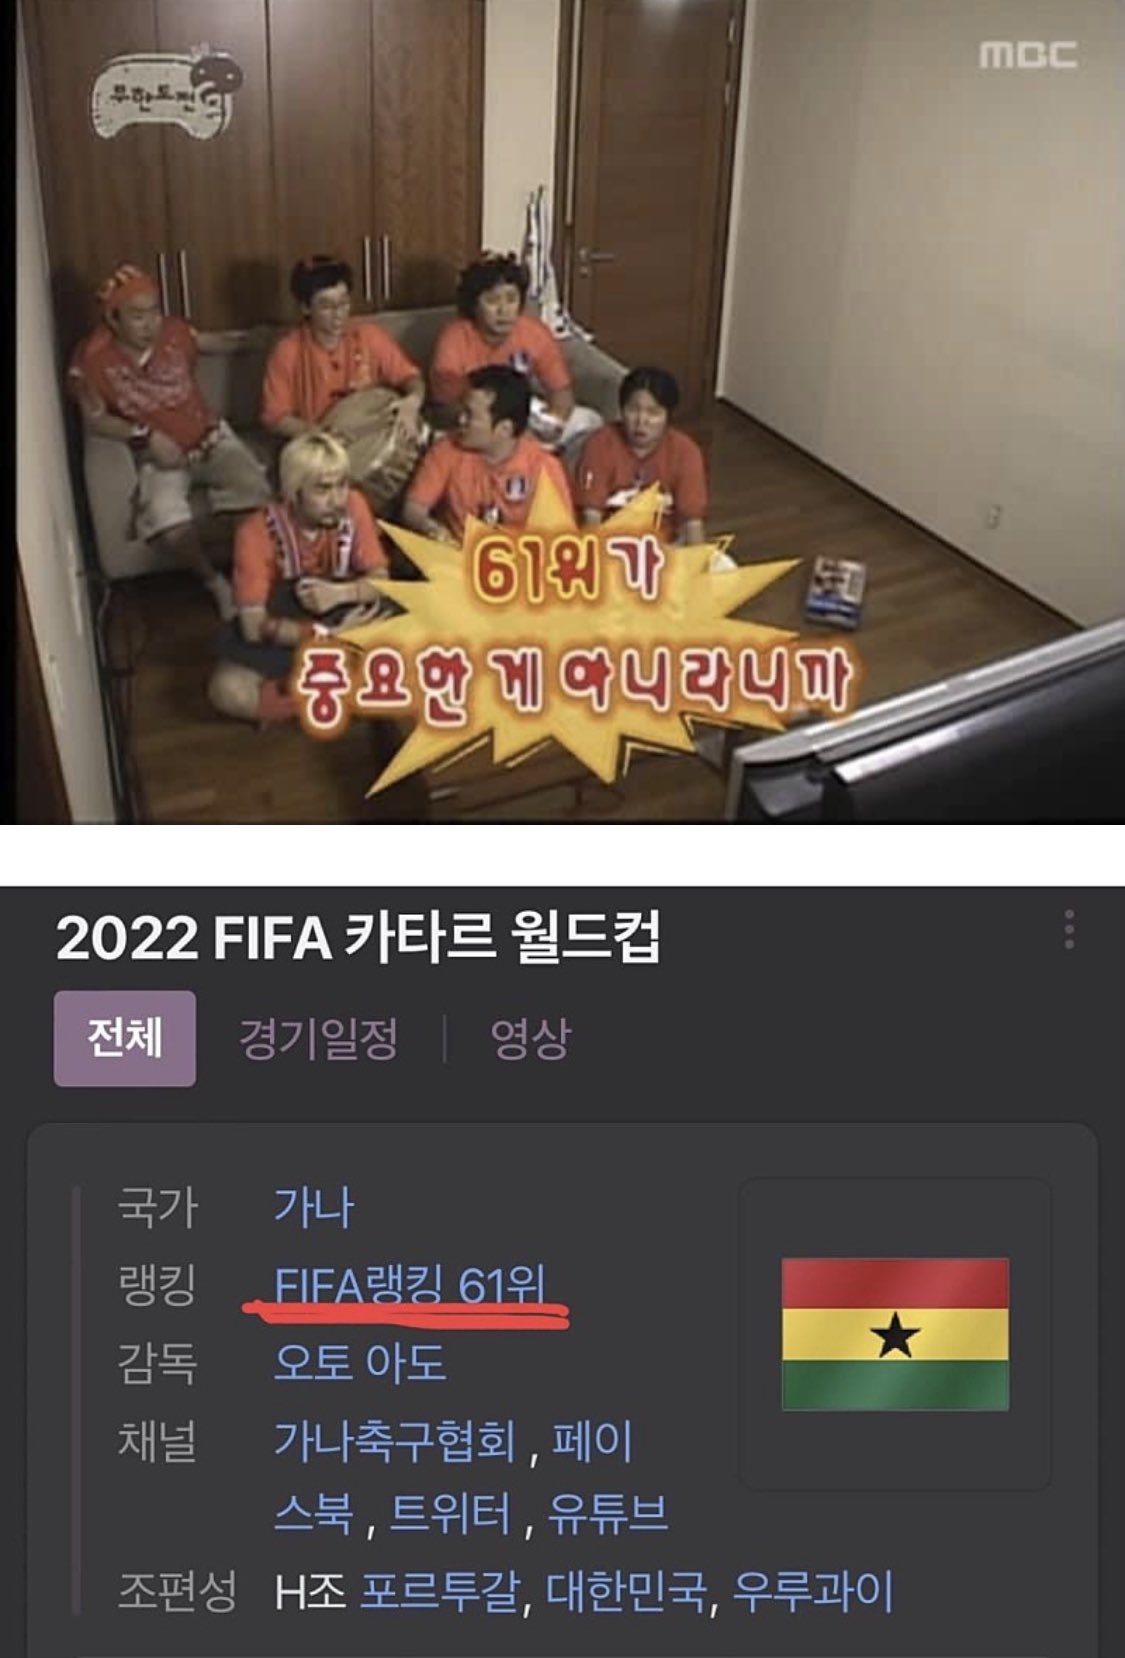 무한도전
MBC
61위가
중요한 게 아니라니까
2022 FIFA 카타르 월드컵
전체 경기일정 영상
국가 가나
랭킹 FIFA랭킹 61위
감독 오토 아도
채널 가나축구협회 , 페이
스북 , 트위터 , 유튜브
조편성 H조 포르투갈, 대한민국, 우루과이